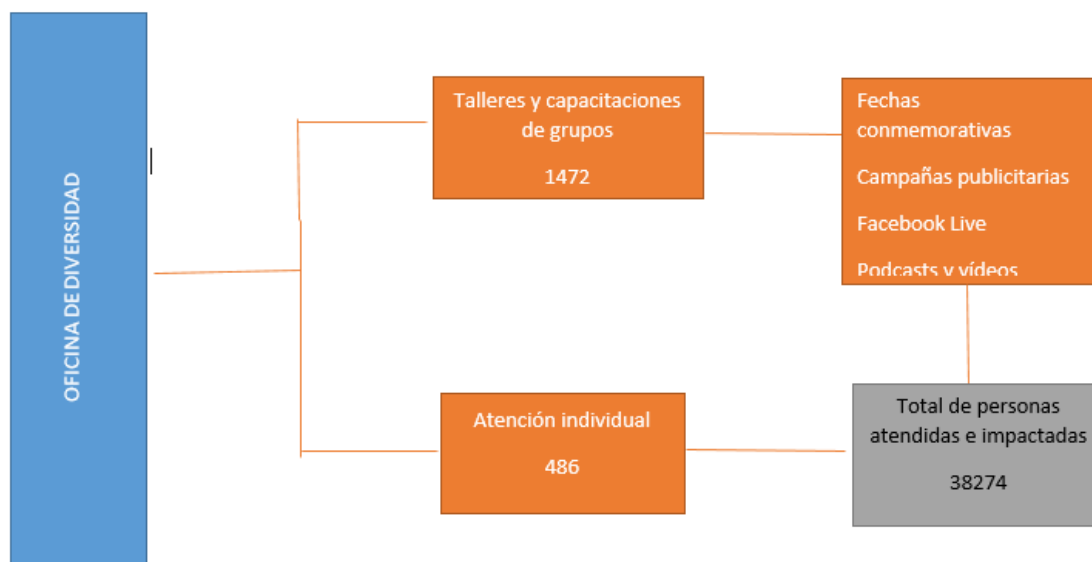 OFICINA DE DIVERSIDAD
Talleres y capacitaciones
de grupos
1472
Fechas
conmemorativas
Campañas publicitarias
Facebook Live
Podcasts y vídeos
Atención individual
486
Total de personas
atendidas e impactadas
38274